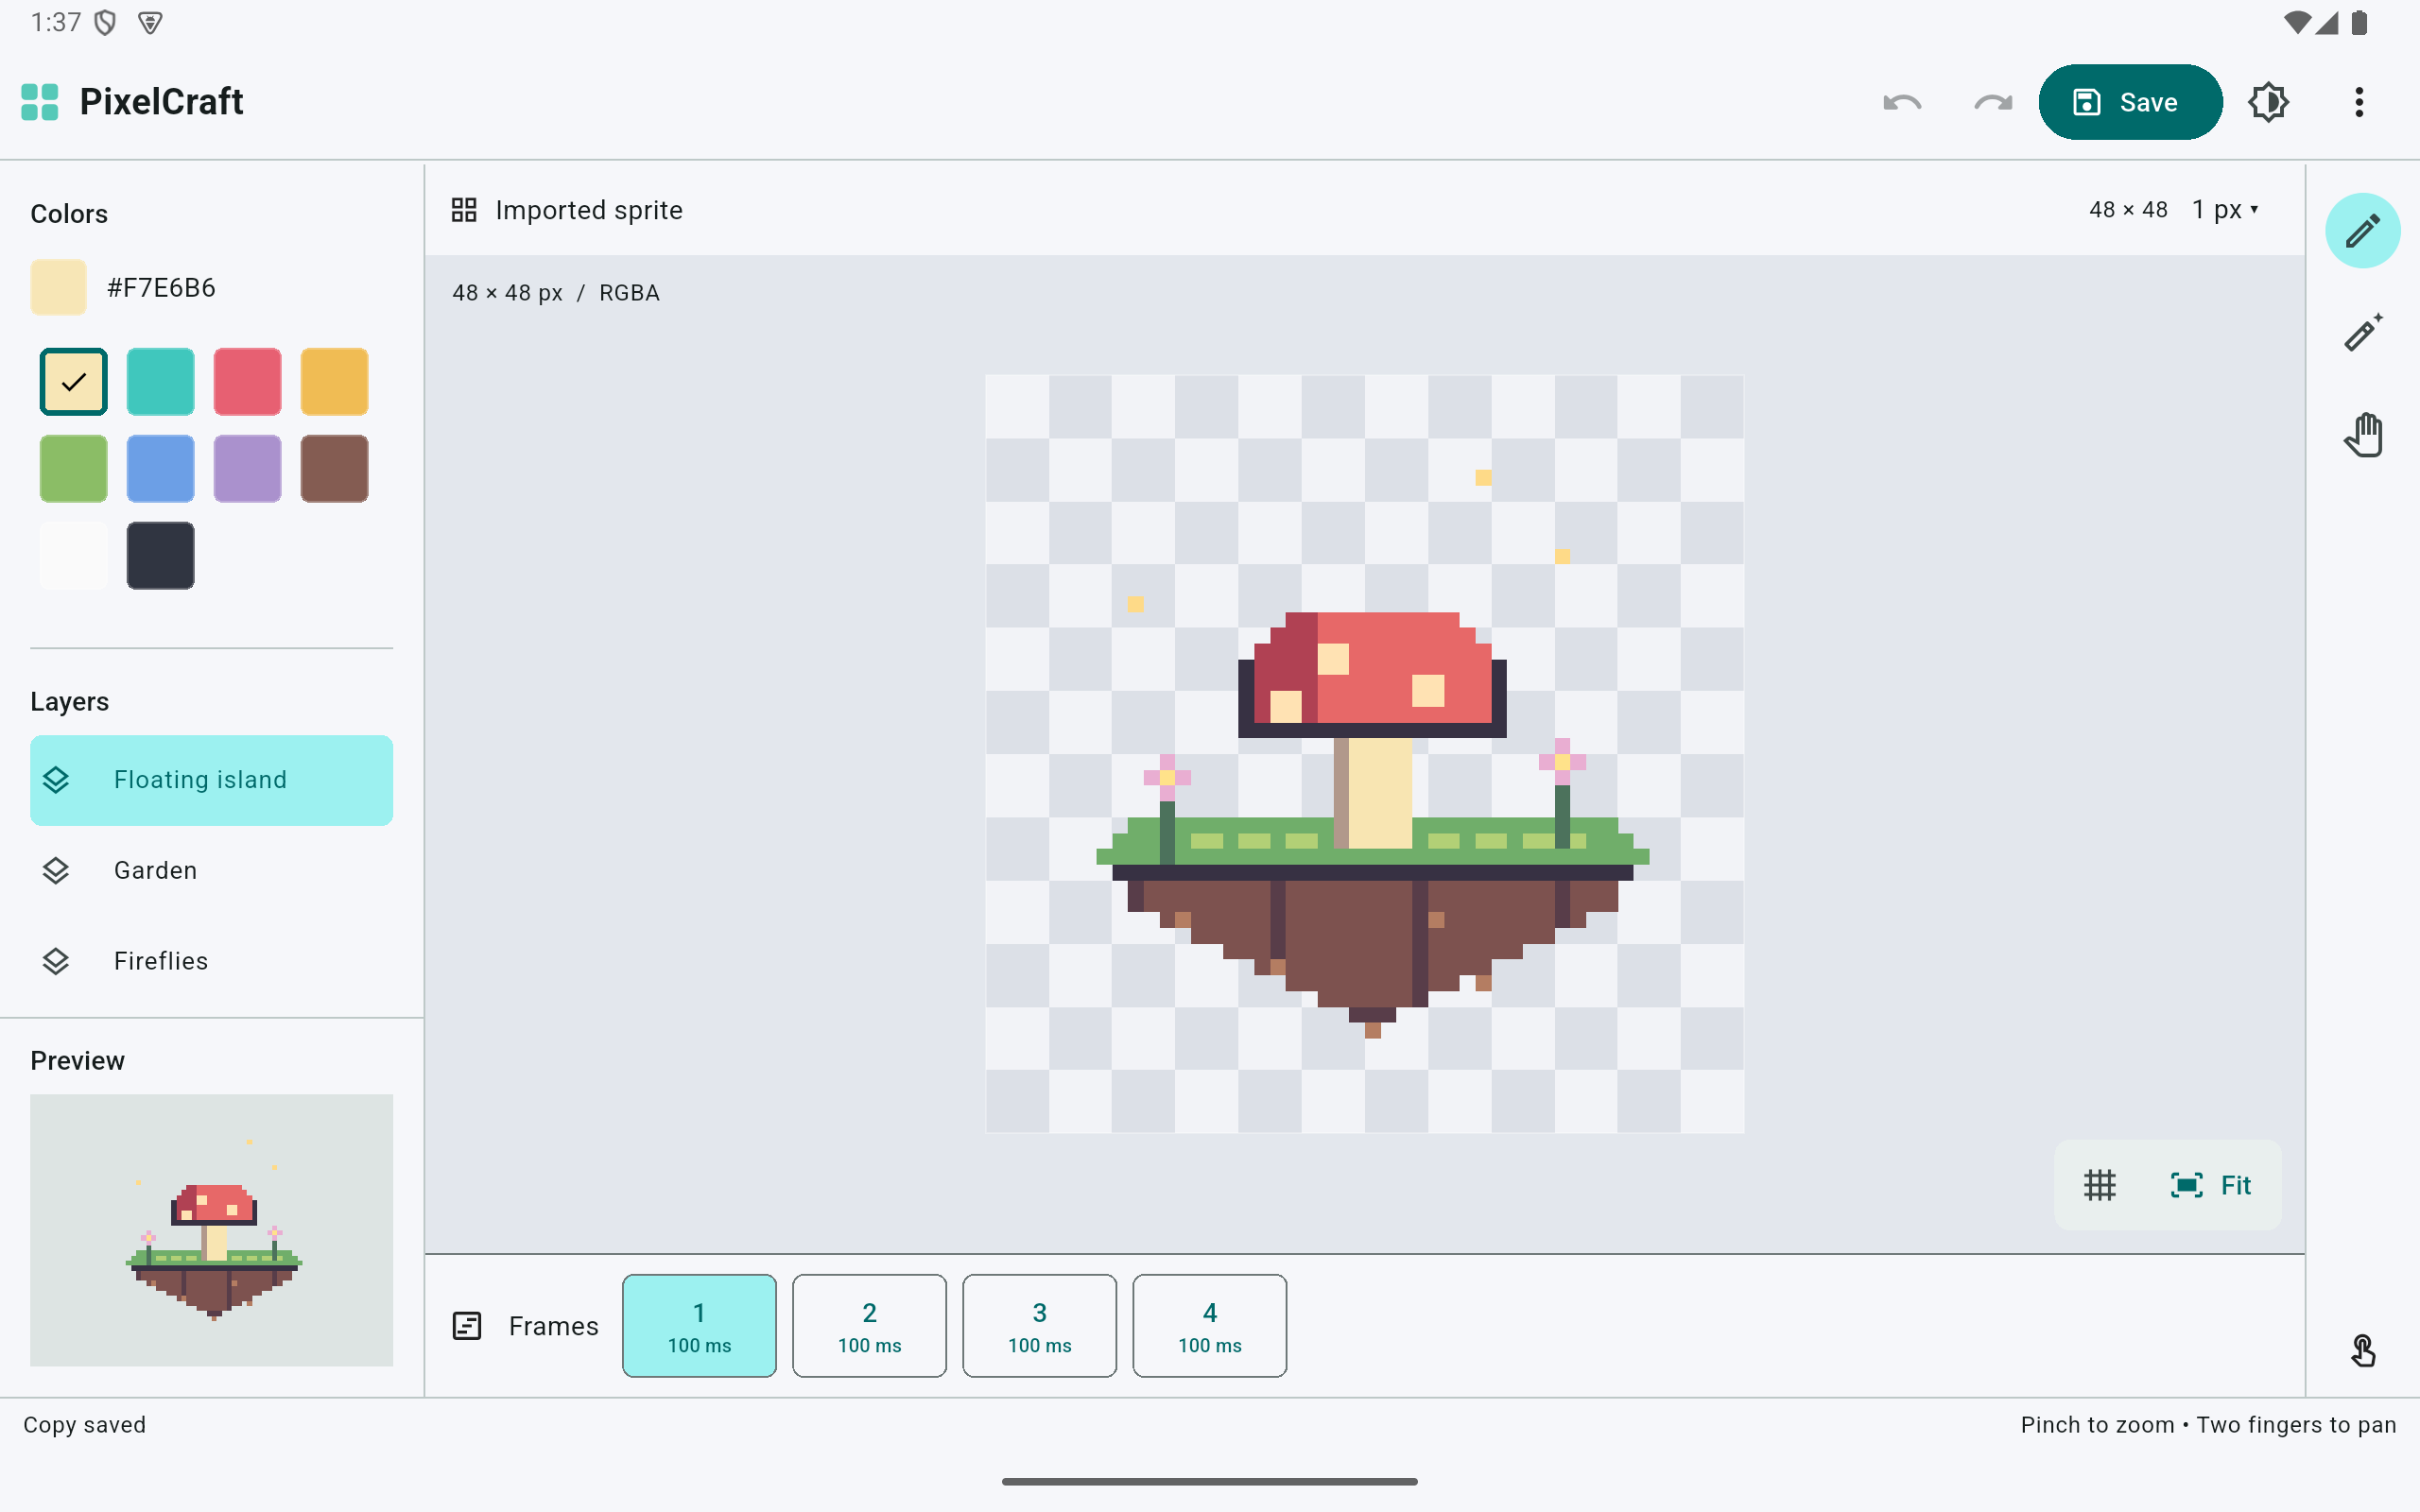 1:37
PixelCraft
Save
Colors
#F7E6B6
Layers
Floating island
Garden
Fireflies
Preview
Imported sprite
48 × 48 1 px ▾
48 × 48 px / RGBA
Fit
Frames
1
100 ms
2
100 ms
3
100 ms
4
100 ms
Copy saved
Pinch to zoom • Two fingers to pan